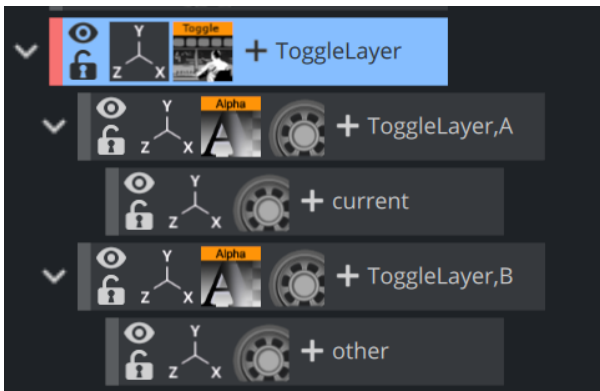 Y
Z X
Toggle
ToggleLayer
Y
Z X
Alpha
A
ToggleLayer,A
Y
Z X
current
Y
Z X
Alpha
A
ToggleLayer,B
Y
Z X
other